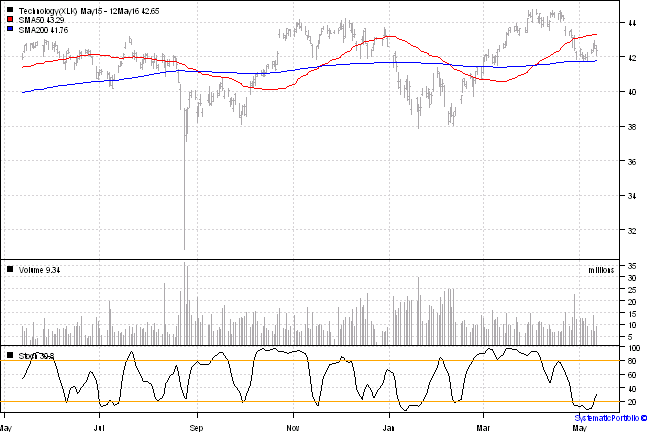 Technology(XLK) May15 - 12May16 42.65
SMA50 43.29
SMA200 41.76
44
42
40
38
36
34
32
Volume 9.34
millions
35
30
25
20
15
10
5
100
80
60
40
20
May
Jul
Sep
Nov
Jan
Mar
May
SystematicPortfolio ©